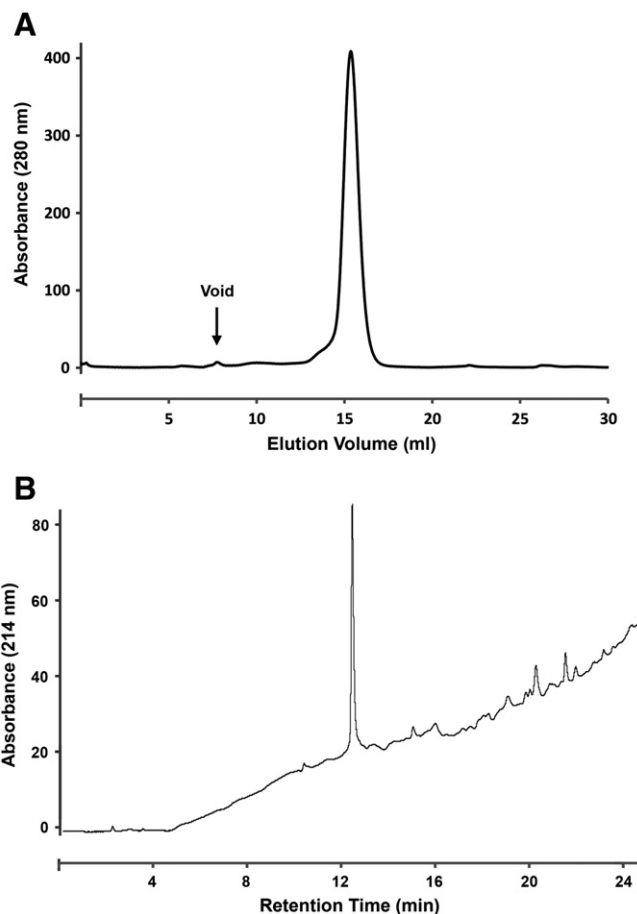 A
Absorbance (280 nm)
400
300
200
100
0
Void
5 10 15 20 25 30
Elution Volume (ml)
B
Absorbance (214 nm)
80
60
40
20
0
4 8 12 16 20 24
Retention Time (min)